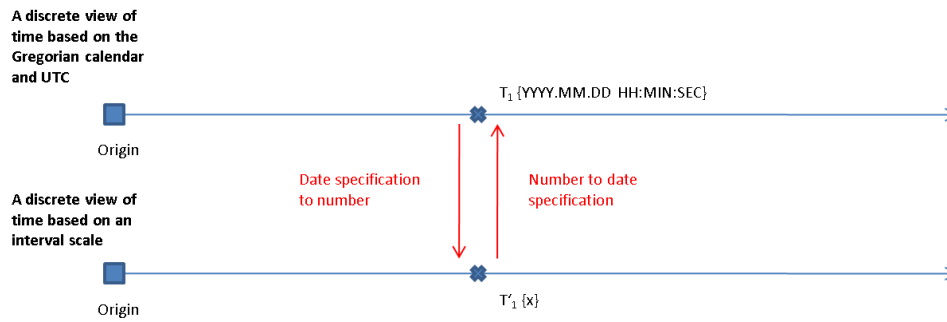 A discrete view of
time based on the
Gregorian calendar
and UTC
T1 {YYYY.MM.DD HH:MIN:SEC}
Origin
Date specification
to number
Number to date
specification
A discrete view of
time based on an
interval scale
Origin
T'1 {x}